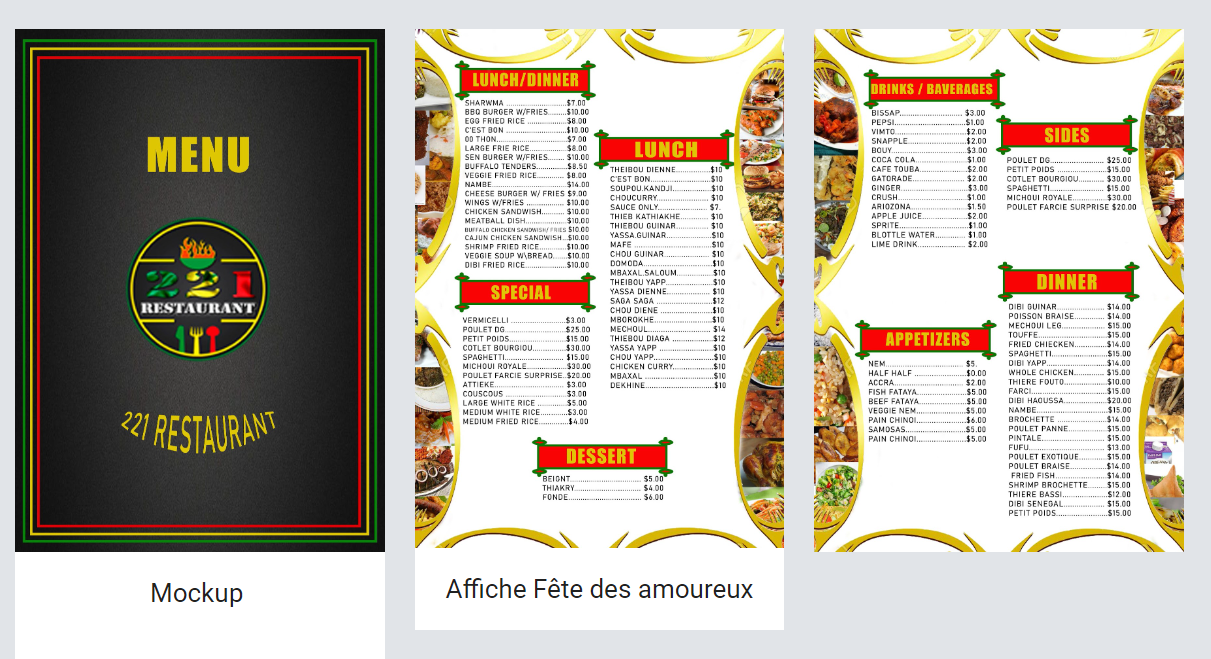 MENU
221
RESTAURANT
221 RESTAURANT
Mockup
LUNCH/DINNER
SHARWMA ........................$7.00
BBQ BURGER W/FRIES.......$10.00
EGG FRIED RICE ................$8.00
C'EST BON ........................$10.00
00 THON............................$7.00
LARGE FRIE RICE..............$8.00
SEN BURGER W/FRIES......$10.00
BUFFALO TENDERS...........$8.50
VEGGIE FRIED RICE...........$8.00
NAMBE..............................$14.00
CHEESE BURGER W/ FRIES $9.00
WINGS W/FRIES ...............$10.00
CHICKEN SANDWISH.........$10.00
MEATBALL DISH................$10.00
BUFFALO CHICKEN SANDWISH/ FRIES $10.00
CAJUN CHICKEN SANDWISH...$10.00
SHRIMP FRIED RICE...........$10.00
VEGGIE SOUP W\BREAD.....$10.00
DIBI FRIED RICE................$10.00
SPECIAL
VERMICELLI ......................$3.00
POULET DG........................$25.00
PETIT POIDS......................$15.00
COTLET BOURGIOU...........$30.00
SPAGHETTI........................$15.00
MICHOUI ROYALE..............$30.00
POULET FARCIE SURPRISE..$20.00
ATTIEKE ............................$3.00
COUSCOUS .......................$3.00
LARGE WHITE RICE ..........$5.00
MEDIUM WHITE RICE.........$3.00
MEDIUM FRIED RICE..........$4.00
LUNCH
THEIBOU DIENNE..............$10
C'EST BON........................$10
SOUPOU.KANDJI...............$10
CHOUCURRY.....................$10
SAUCE ONLY.....................$7.
THIEB KATHIAKHE.............$10
THIEBOU GUINAR..............$10
YASSA.GUINAR.................$10
MAFE ...............................$10
CHOU GUINAR..................$10
DOMODA..........................$10
MBAXAL,SALOUM.............$10
THEIBOU YAPP..................$10
YASSA DIENNE..................$10
SAGA SAGA .....................$12
CHOU DIENE ....................$10
MBOROKHE......................$10
MECHOUL.........................$14
THIEBOU DIAGA ...............$12
YASSA YAPP ....................$10
CHOU YAPP......................$10
CHICKEN CURRY...............$10
MBAXAL ..........................$10
DEKHINE..........................$10
DESSERT
BEIGNT............................. $5.00
THIAKRY .......................... $4.00
FONDE............................. $6.00
Affiche Fête des amoureux
DRINKS / BAVERAGES
BISSAP............................. $3.00
PEPSI...............................$1.00
VIMTO..............................$2.00
SNAPPLE..........................$2.00
BOUY................................$3.00
COCA COLA......................$1.00
CAFE TOUBA....................$2.00
GATORADE.......................$2.00
GINGER............................$3.00
CRUSH.............................$1.00
ARIOZONA........................$1.50
APPLE JUICE....................$2.00
SPRITE.............................$1.00
BLOTTLE WATER..............$1.00
LIME DRINK...................... $2.00
APPETIZERS
NEM.................................. $5.
HALF HALF .......................$0.00
ACCRA..............................$2.00
FISH FATAYA.....................$5.00
BEEF FATAYA....................$5.00
VEGGIE NEM.....................$5.00
PAIN CHINOI.....................$6.00
SAMOSAS.........................$5.00
PAIN CHINOI.....................$5.00
SIDES
POULET DG....................... $25.00
PETIT POIDS .....................$15.00
COTLET BOURGIOU...........$30.00
SPAGHETTI........................$15.00
MICHOUI ROYALE..............$30.00
POULET FARCIE SURPRISE $20.00
DINNER
DIBI GUINAR......................$14.00
POISSON BRAISE...............$14.00
MECHOUI LEG....................$15.00
TOUFFE.............................$15.00
FRIED CHIECKEN................$14.00
SPAGHETTI........................$15.00
DIBI YAPP..........................$14.00
WHOLE CHICKEN...............$15.00
THIERE FOUTO...................$10.00
FARCI................................$15.00
DIBI HAOUSSA...................$20.00
NAMBE..............................$15.00
BROCHETTE ......................$14.00
POULET PANNE..................$15.00
PINTALE.............................$15.00
FUFU.................................$13.00
POULET EXOTIQUE.............$15.00
POULET BRAISE.................$14.00
FRIED FISH........................$14.00
SHRIMP BROCHETTE..........$15.00
THIERE BASSI....................$12.00
DIBI SENEGAL....................$15.00
PETIT POIDS......................$15.00